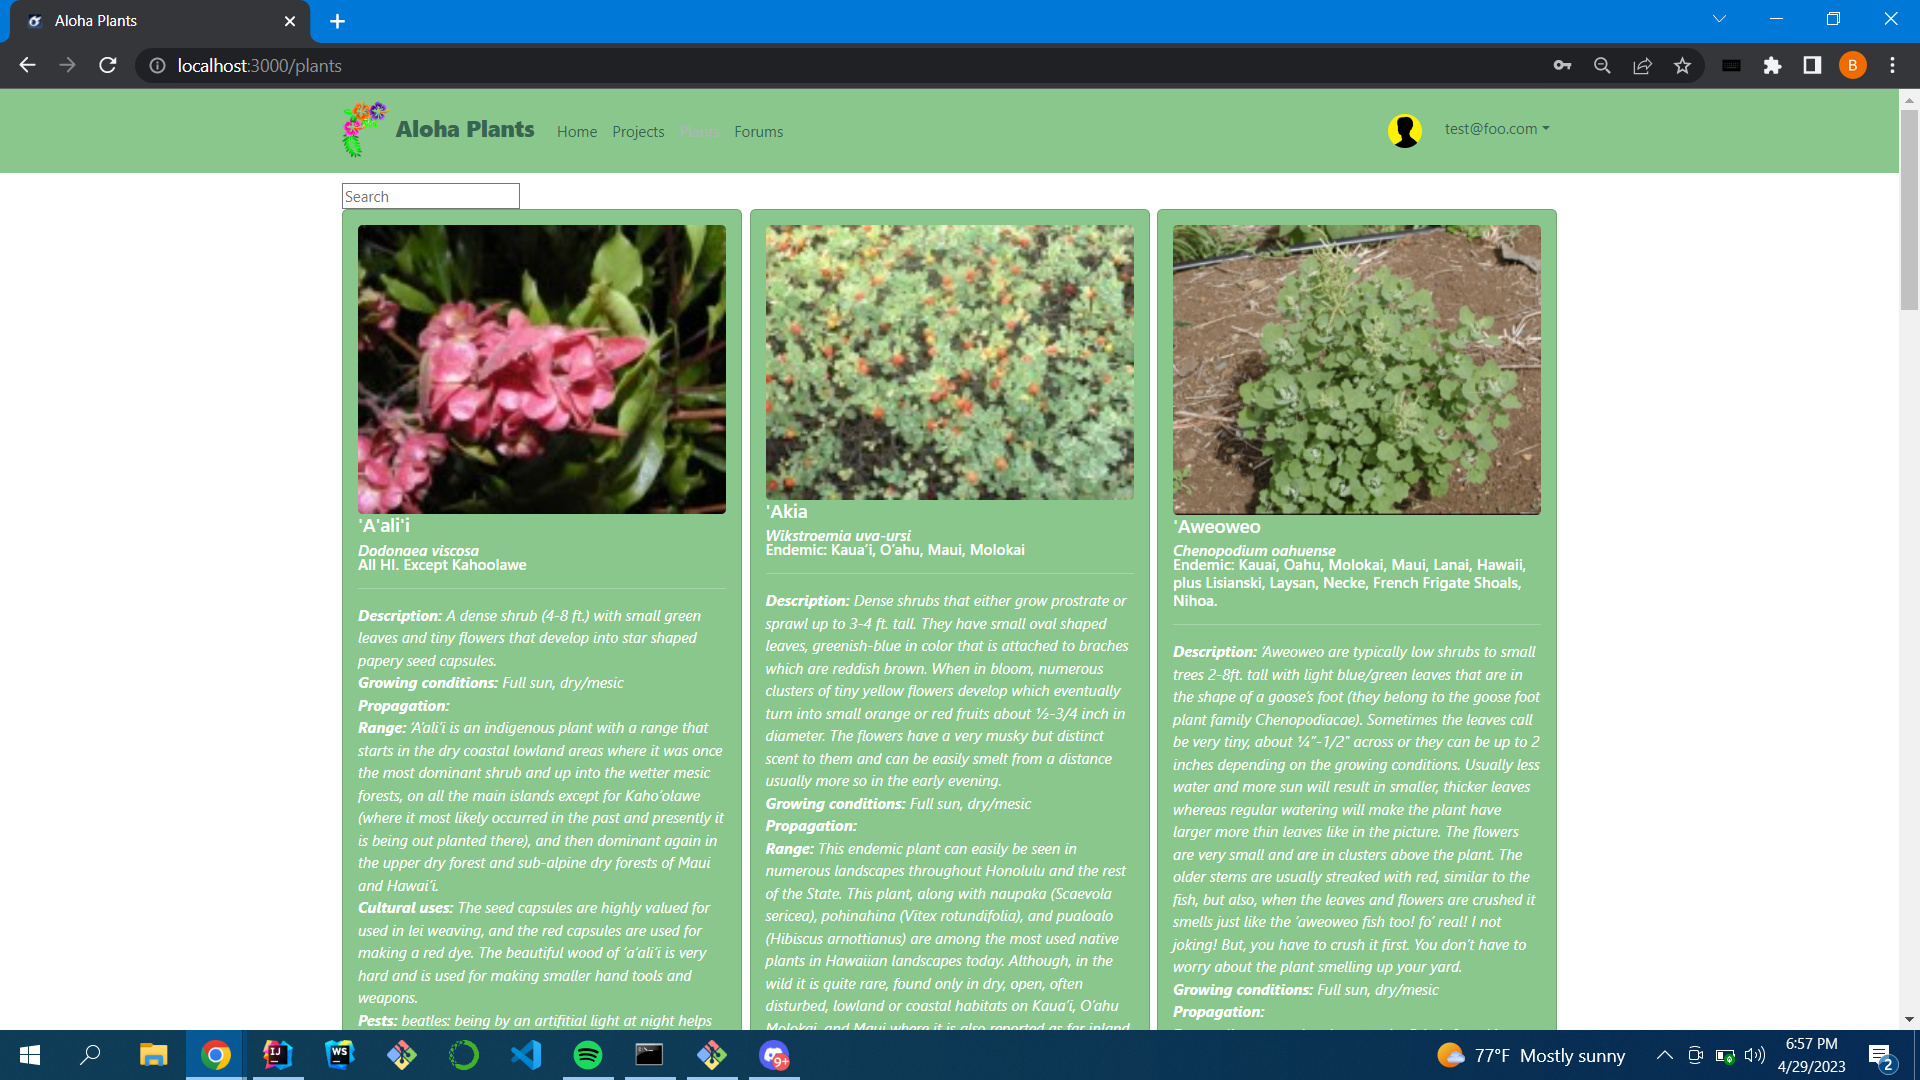 Aloha Plants
localhost:3000/plants
B
Aloha Plants
Home
Projects
Plants
Forums
test@foo.com
Search
'A'ali'i
Dodonaea viscosa
All HI. Except Kahoolawe
Description: A dense shrub (4-8 ft.) with small green
leaves and tiny flowers that develop into star shaped
papery seed capsules.
Growing conditions: Full sun, dry/mesic
Propagation:
Range: ‘A‘ali‘i is an indigenous plant with a range that
starts in the dry coastal lowland areas where it was once
the most dominant shrub and up into the wetter mesic
forests, on all the main islands except for Kaho‘olawe
(where it most likely occurred in the past and presently it
is being out planted there), and then dominant again in
the upper dry forest and sub-alpine dry forests of Maui
and Hawai‘i.
Cultural uses: The seed capsules are highly valued for
used in lei weaving, and the red capsules are used for
making a red dye. The beautiful wood of ‘a‘ali‘i is very
hard and is used for making smaller hand tools and
weapons.
Pests: beatles: being by an artifitial light at night helps
'Akia
Wikstroemia uva-ursi
Endemic: Kaua‘i, O‘ahu, Maui, Molokai
Description: Dense shrubs that either grow prostrate or
sprawl up to 3-4 ft. tall. They have small oval shaped
leaves, greenish-blue in color that is attached to braches
which are reddish brown. When in bloom, numerous
clusters of tiny yellow flowers develop which eventually
turn into small orange or red fruits about ½-3/4 inch in
diameter. The flowers have a very musky but distinct
scent to them and can be easily smelt from a distance
usually more so in the early evening.
Growing conditions: Full sun, dry/mesic
Propagation:
Range: This endemic plant can easily be seen in
numerous landscapes throughout Honolulu and the rest
of the State. This plant, along with naupaka (Scaevola
sericea), pohinahina (Vitex rotundifolia), and pualoalo
(Hibiscus arnottianus) are among the most used native
plants in Hawaiian landscapes today. Although, in the
wild it is quite rare, found only in dry, open, often
disturbed, lowland or coastal habitats on Kaua‘i, O‘ahu
Molokai, and Maui where it is also reported as far inland
'Aweoweo
Chenopodium oahuense
Endemic: Kauai, Oahu, Molokai, Maui, Lanai, Hawaii,
plus Lisianski, Laysan, Necke, French Frigate Shoals,
Nihoa.
Description: ‘Aweoweo are typically low shrubs to small
trees 2-8ft. tall with light blue/green leaves that are in
the shape of a goose’s foot (they belong to the goose foot
plant family Chenopodiacae). Sometimes the leaves call
be very tiny, about ¼”-1/2” across or they can be up to 2
inches depending on the growing conditions. Usually less
water and more sun will result in smaller, thicker leaves
whereas regular watering will make the plant have
larger more thin leaves like in the picture. The flowers
are very small and are in clusters above the plant. The
older stems are usually streaked with red, similar to the
fish, but also, when the leaves and flowers are crushed it
smells just like the ‘aweoweo fish too! fo’ real! I not
joking! But, you have to crush it first. You don’t have to
worry about the plant smelling up your yard.
Growing conditions: Full sun, dry/mesic
Propagation:
IJ
WS
9+
77°F Mostly sunny
6:57 PM
4/29/2023
2